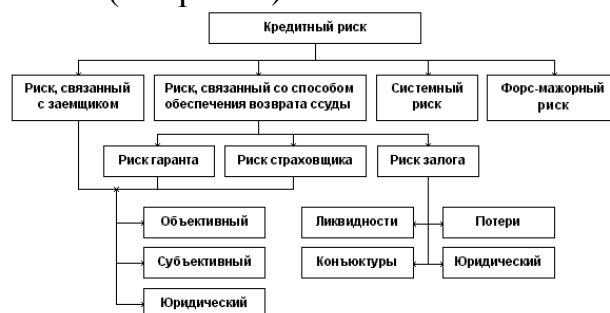 Кредитный риск
Риск, связанный
с заемщиком
Риск, связанный со способом
обеспечения возврата ссуды
Системный
риск
Форс-мажорный
риск
Риск гаранта
Риск страховщика
Риск залога
Объективный
Ликвидности
Потери
Субъективный
Конъюктуры
Юридический
Юридический